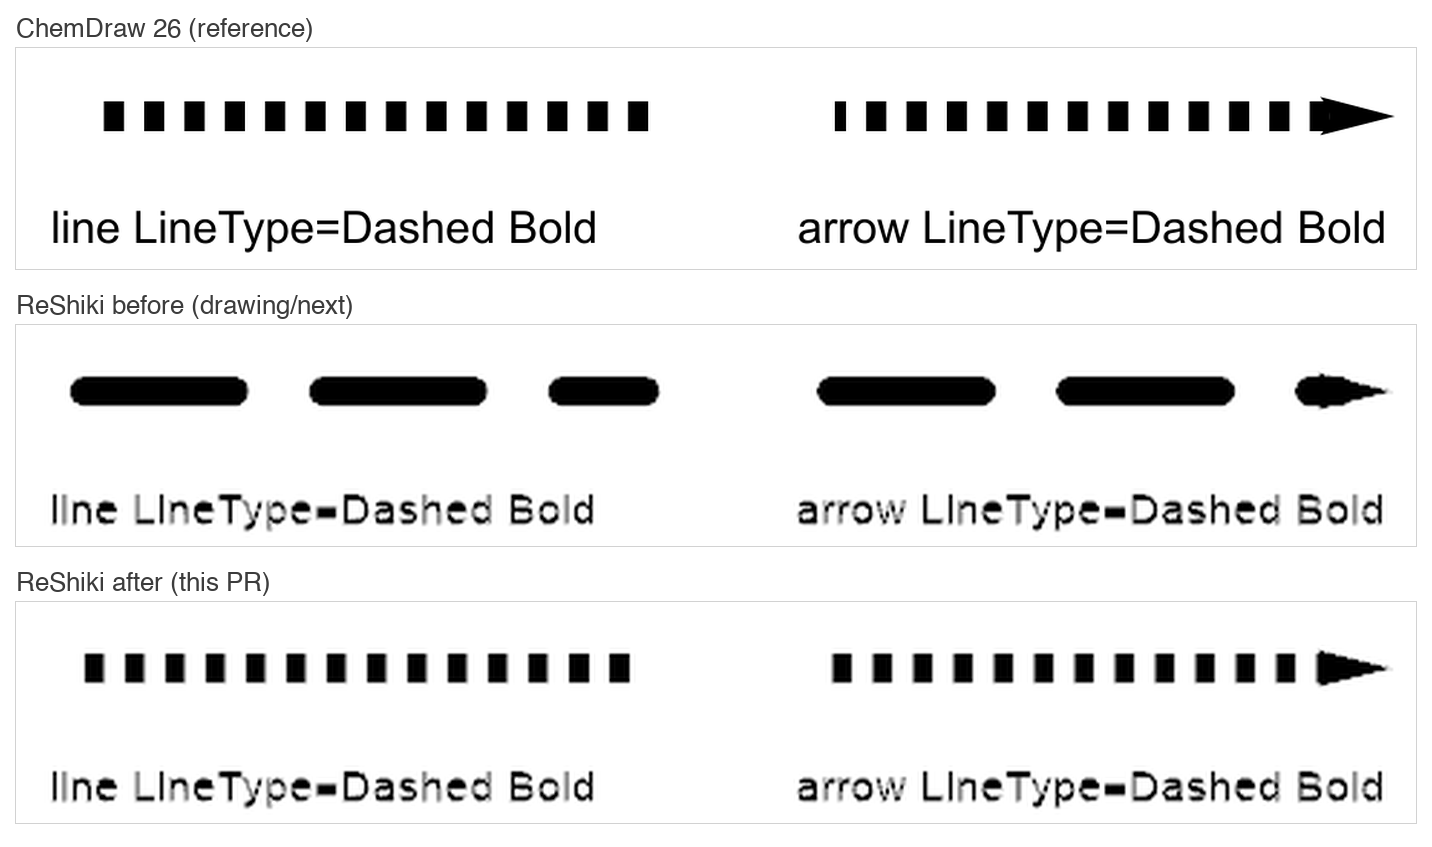 ChemDraw 26 (reference)
line LineType=Dashed Bold
arrow LineType=Dashed Bold
ReShiki before (drawing/next)
line LineType=Dashed Bold
arrow LineType=Dashed Bold
ReShiki after (this PR)
line LineType=Dashed Bold
arrow LineType=Dashed Bold